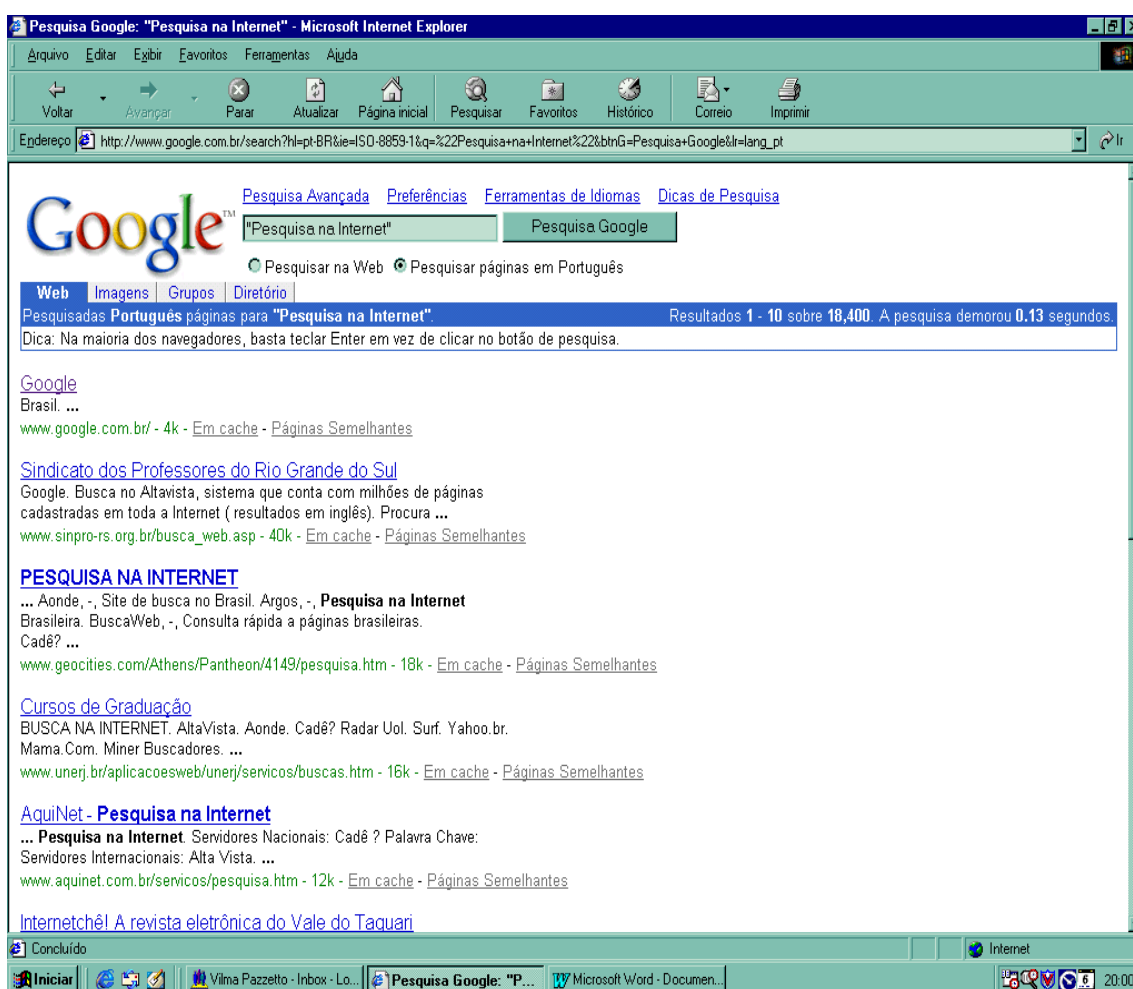 Pesquisa Google: "Pesquisa na Internet" - Microsoft Internet Explorer
Arquivo Editar Exibir Favoritos Ferramentas Ajuda
Voltar Avançar Parar Atualizar Página inicial Pesquisar Favoritos Histórico Correio Imprimir
Endereço http://www.google.com.br/search?hl=pt-BR&ie=ISO-8859-1&q=%22Pesquisa+na+Internet%22&btnG=Pesquisa+Google&lr=lang_pt Ir
Pesquisa Avançada Preferências Ferramentas de Idiomas Dicas de Pesquisa
Google™ "Pesquisa na Internet" Pesquisa Google
Pesquisar na Web Pesquisar páginas em Português
Web Imagens Grupos Diretório
Pesquisadas Português páginas para "Pesquisa na Internet". Resultados 1 - 10 sobre 18,400. A pesquisa demorou 0.13 segundos.
Dica: Na maioria dos navegadores, basta teclar Enter em vez de clicar no botão de pesquisa.
Google
Brasil. ...
www.google.com.br/ - 4k - Em cache - Páginas Semelhantes
Sindicato dos Professores do Rio Grande do Sul
Google. Busca no Altavista, sistema que conta com milhões de páginas
cadastradas em toda a Internet ( resultados em inglês). Procura ...
www.sinpro-rs.org.br/busca_web.asp - 40k - Em cache - Páginas Semelhantes
PESQUISA NA INTERNET
... Aonde, -, Site de busca no Brasil. Argos, -, Pesquisa na Internet
Brasileira. BuscaWeb, -, Consulta rápida a páginas brasileiras.
Cadê? ...
www.geocities.com/Athens/Pantheon/4149/pesquisa.htm - 18k - Em cache - Páginas Semelhantes
Cursos de Graduação
BUSCA NA INTERNET. AltaVista. Aonde. Cadê? Radar Uol. Surf. Yahoo.br.
Mama.Com. Miner Buscadores. ...
www.unerj.br/aplicacoesweb/unerj/servicos/buscas.htm - 16k - Em cache - Páginas Semelhantes
AquiNet - Pesquisa na Internet
... Pesquisa na Internet. Servidores Nacionais: Cadê ? Palavra Chave:
Servidores Internacionais: Alta Vista. ...
www.aquinet.com.br/servicos/pesquisa.htm - 12k - Em cache - Páginas Semelhantes
Internetchê! A revista eletrônica do Vale do Taquari
Concluído Internet
Iniciar Vilma Pazzetto - Inbox - Lo... Pesquisa Google: "P... Microsoft Word - Documen... 6 20:00